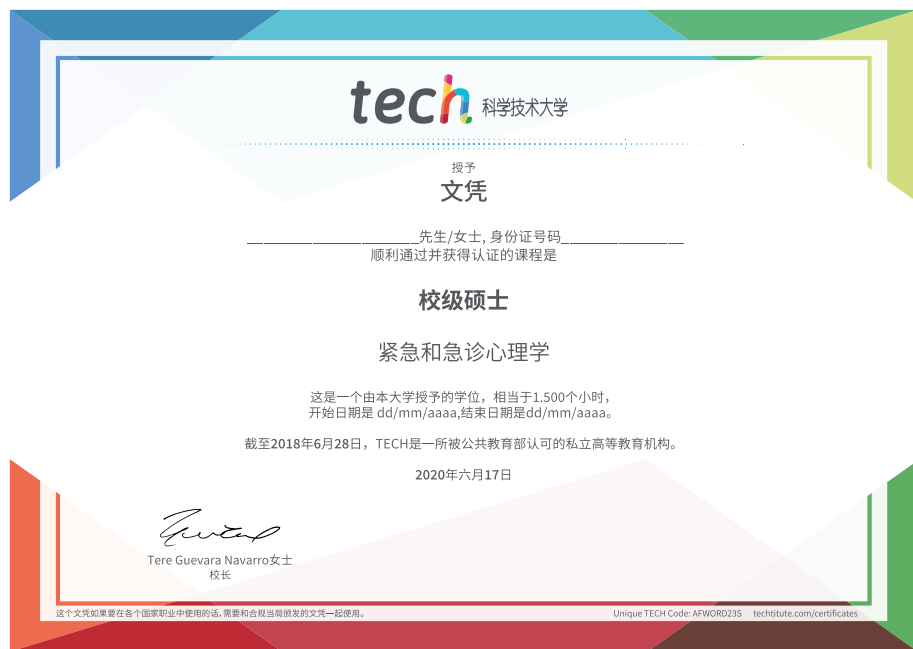 tech 科学技术大学
授予
文凭
______________________先生/女士, 身份证号码________________
顺利通过并获得认证的课程是
校级硕士
紧急和急诊心理学
这是一个由本大学授予的学位，相当于1.500个小时，
开始日期是 dd/mm/aaaa,结束日期是dd/mm/aaaa。
截至2018年6月28日，TECH是一所被公共教育部认可的私立高等教育机构。
2020年六月17日
Tere Guevara Navarro女士
校长
这个文凭如果要在各个国家职业中使用的话,需要和合规当局颁发的文凭一起使用。
Unique TECH Code: AFWORD23S techtitute.com/certificates